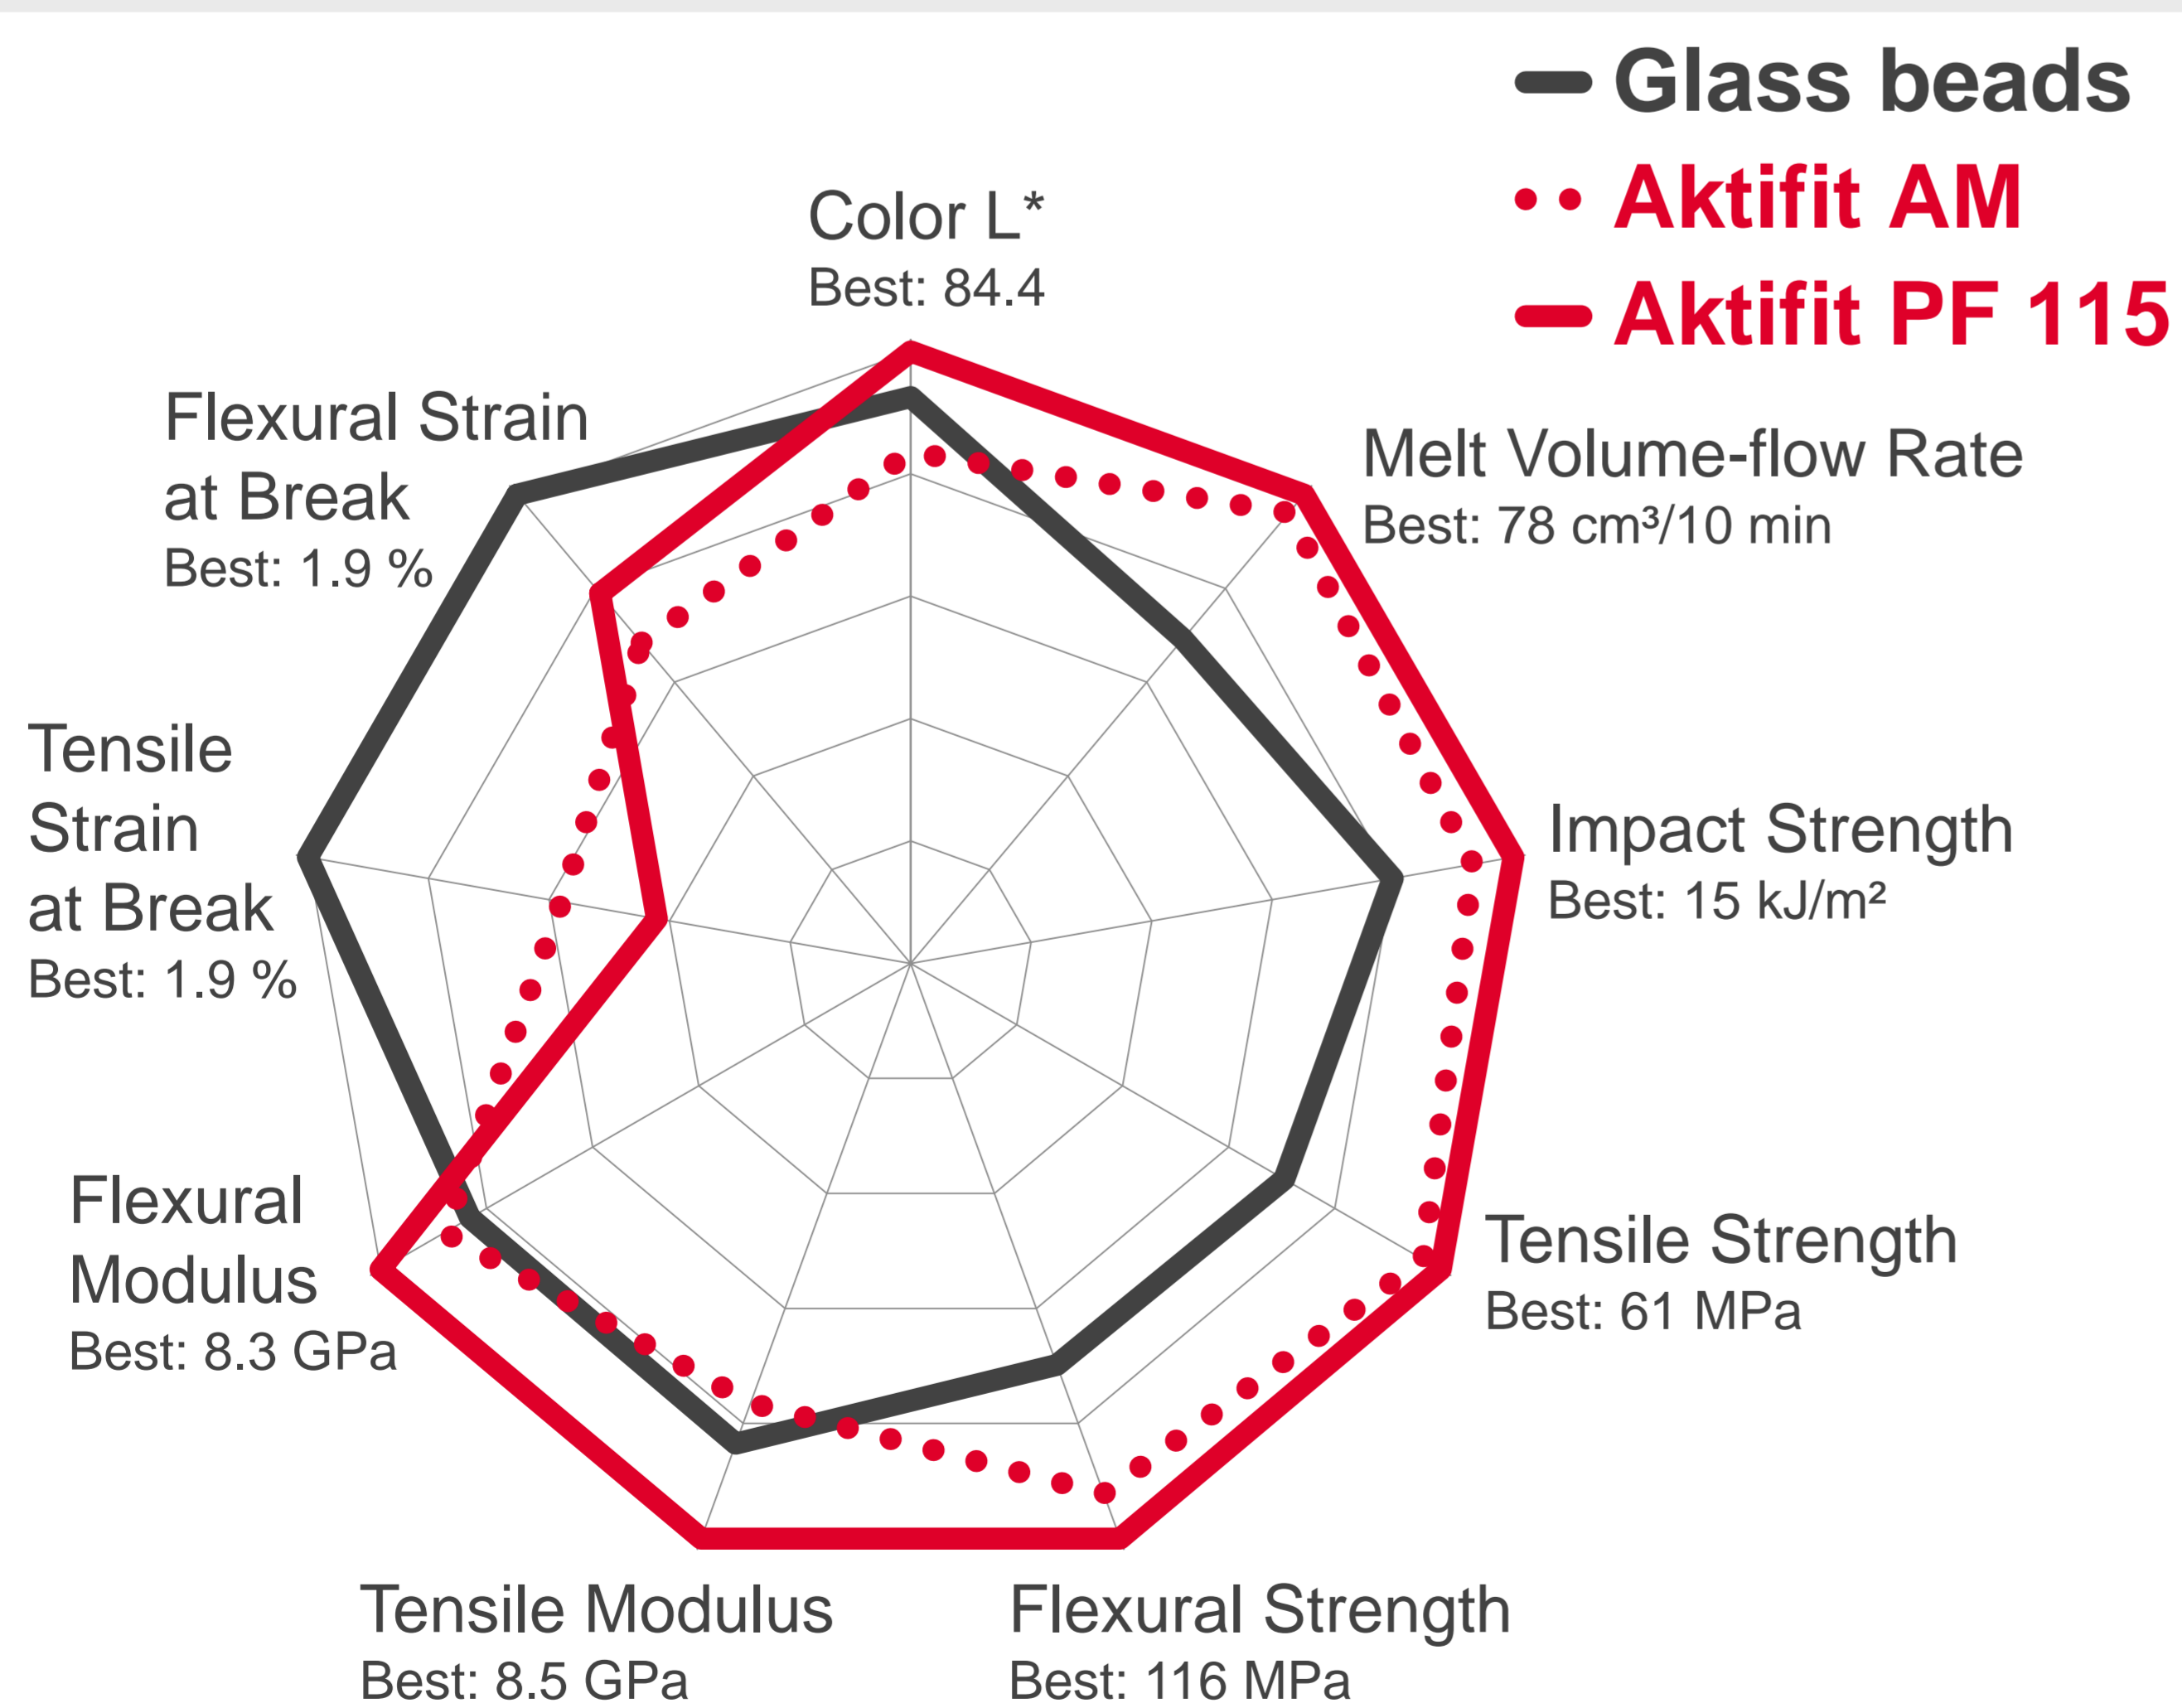 Glass beads
Aktifit AM
Aktifit PF 115
Color L*
Best: 84.4
Flexural Strain
at Break
Best: 1.9 %
Melt Volume-flow Rate
Best: 78 cm³/10 min
Tensile
Strain
at Break
Best: 1.9 %
Impact Strength
Best: 15 kJ/m²
Flexural
Modulus
Best: 8.3 GPa
Tensile Strength
Best: 61 MPa
Tensile Modulus
Best: 8.5 GPa
Flexural Strength
Best: 116 MPa